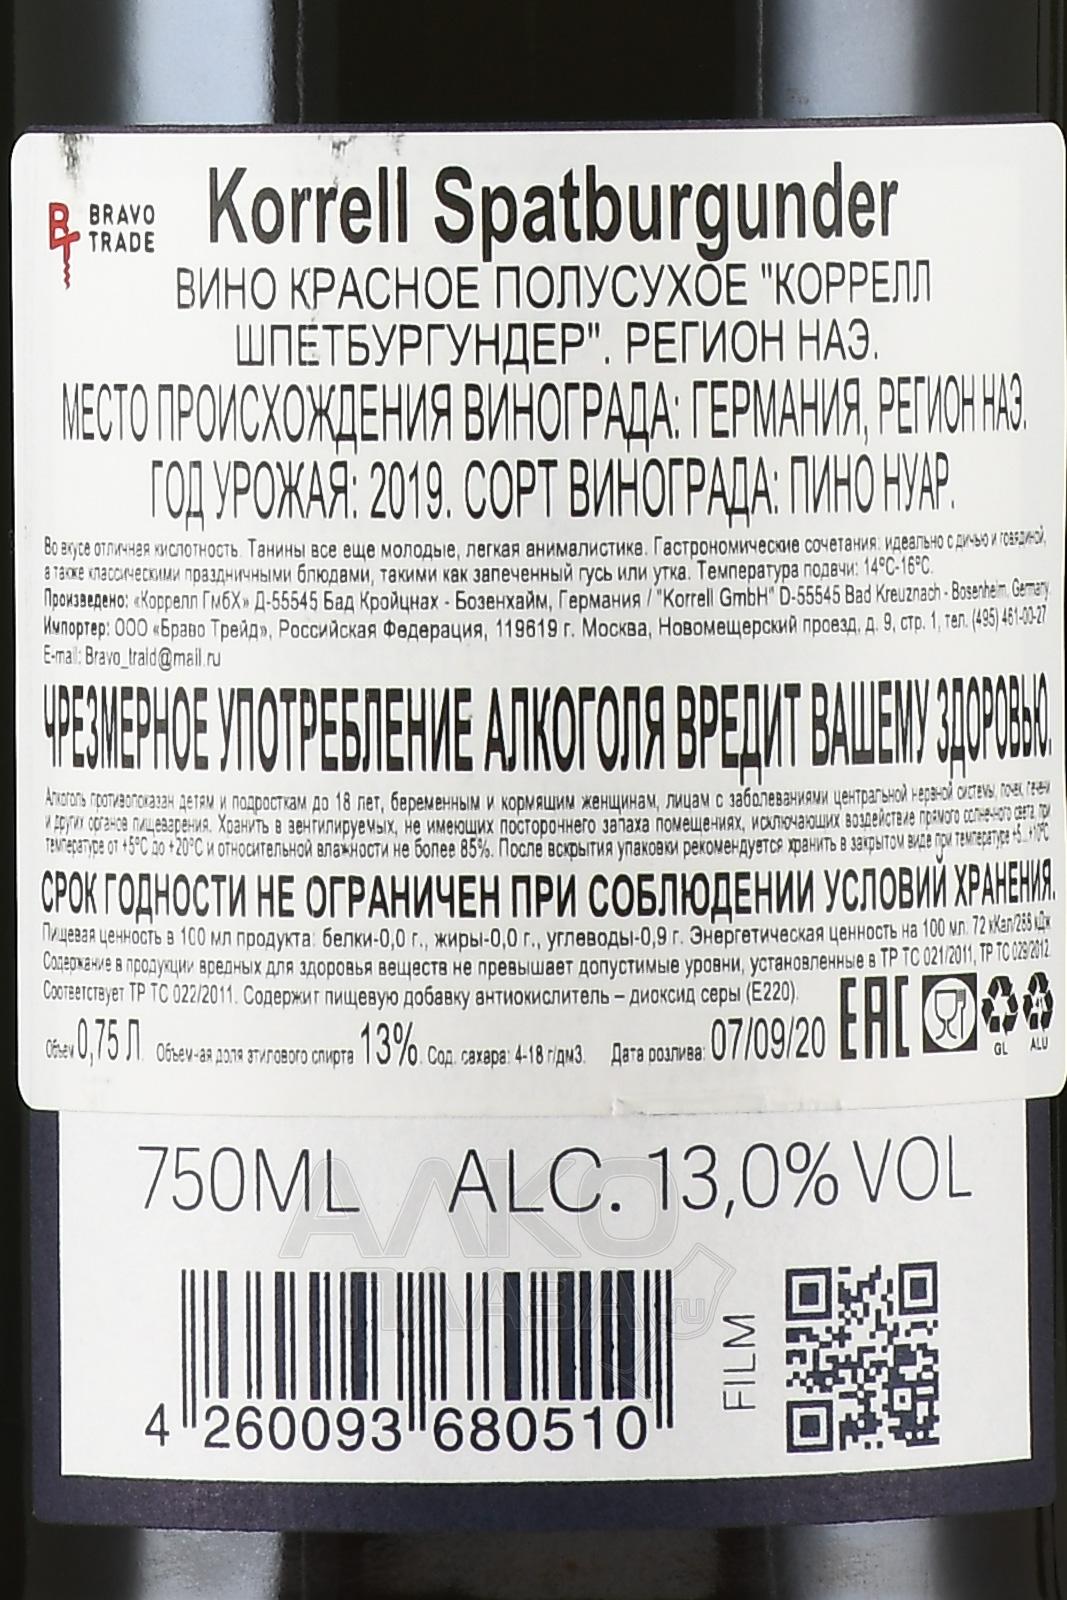 BRAVO
TRADE
Korrell Spatburgunder
ВИНО КРАСНОЕ ПОЛУСУХОЕ "КОРРЕЛЛ
ШПЕТБУРГУНДЕР". РЕГИОН НАЭ.
МЕСТО ПРОИСХОЖДЕНИЯ ВИНОГРАДА: ГЕРМАНИЯ, РЕГИОН НАЭ.
ГОД УРОЖАЯ: 2019. СОРТ ВИНОГРАДА: ПИНО НУАР.
Во вкусе отличная кислотность. Танины все еще молодые, легкая анималистика. Гастрономические сочетания: идеально с дичью и говядиной,
а также классическими праздничными блюдами, такими как запеченный гусь или утка. Температура подачи: 14°С-16°С.
Произведено: «Коррелл ГмбХ» Д-55545 Бад Кройцнах - Бозенхайм, Германия / "Korrell GmbH" D-55545 Bad Kreuznach - Bosenheim, Germany.
Импортер: ООО «Браво Трейд», Российская Федерация, 119619 г. Москва, Новомещерский проезд, д. 9, стр. 1, тел. (495) 461-00-27
E-mail: Bravo_traid@mail.ru
ЧРЕЗМЕРНОЕ УПОТРЕБЛЕНИЕ АЛКОГОЛЯ ВРЕДИТ ВАШЕМУ ЗДОРОВЬЮ.
Алкоголь противопоказан детям и подросткам до 18 лет, беременным и кормящим женщинам, лицам с заболеваниями центральной нервной системы, почек, печени
и других органов пищеварения. Хранить в вентилируемых, не имеющих постороннего запаха помещениях, исключающих воздействие прямого солнечного света, при
температуре от +5°С до +20°С и относительной влажности не более 85%. После вскрытия упаковки рекомендуется хранить в закрытом виде при температуре +5...+10°С.
СРОК ГОДНОСТИ НЕ ОГРАНИЧЕН ПРИ СОБЛЮДЕНИИ УСЛОВИЙ ХРАНЕНИЯ.
Пищевая ценность в 100 мл продукта: белки-0,0 г., жиры-0,0 г., углеводы-0,9 г. Энергетическая ценность на 100 мл: 72 кКал/288 кДж
Содержание в продукции вредных для здоровья веществ не превышает допустимые уровни, установленные в ТР ТС 021/2011, ТР ТС 029/2012.
Соответствует ТР ТС 022/2011. Содержит пищевую добавку антиокислитель – диоксид серы (Е220).
EAC
41
GL
ALU
Объем 0,75 Л. Объемная доля этилового спирта 13%. Сод. сахара: 4-18 г/дм3. Дата розлива: 07/09/20
750ML ALC. 13,0% VOL
АЛКО
ПЛАВА.ru
FILM
4 260093 680510